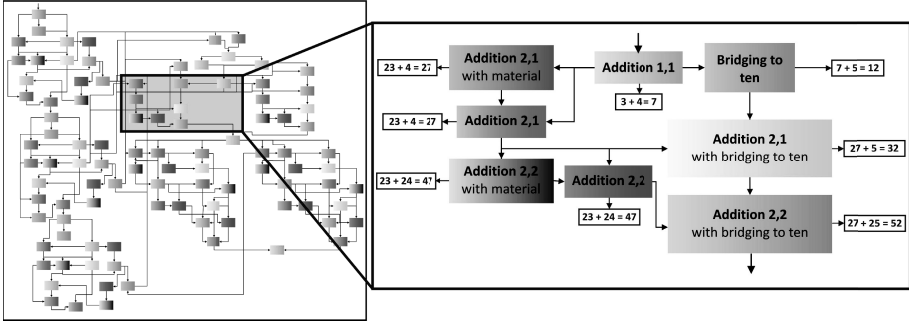 23 + 4 = 27
Addition 2,1
with material
Addition 1,1
Bridging to
ten
7 + 5 = 12
3 + 4 = 7
23 + 4 = 27
Addition 2,1
Addition 2,1
with bridging to ten
27 + 5 = 32
23 + 24 = 47
Addition 2,2
with material
Addition 2,2
23 + 24 = 47
Addition 2,2
with bridging to ten
27 + 25 = 52